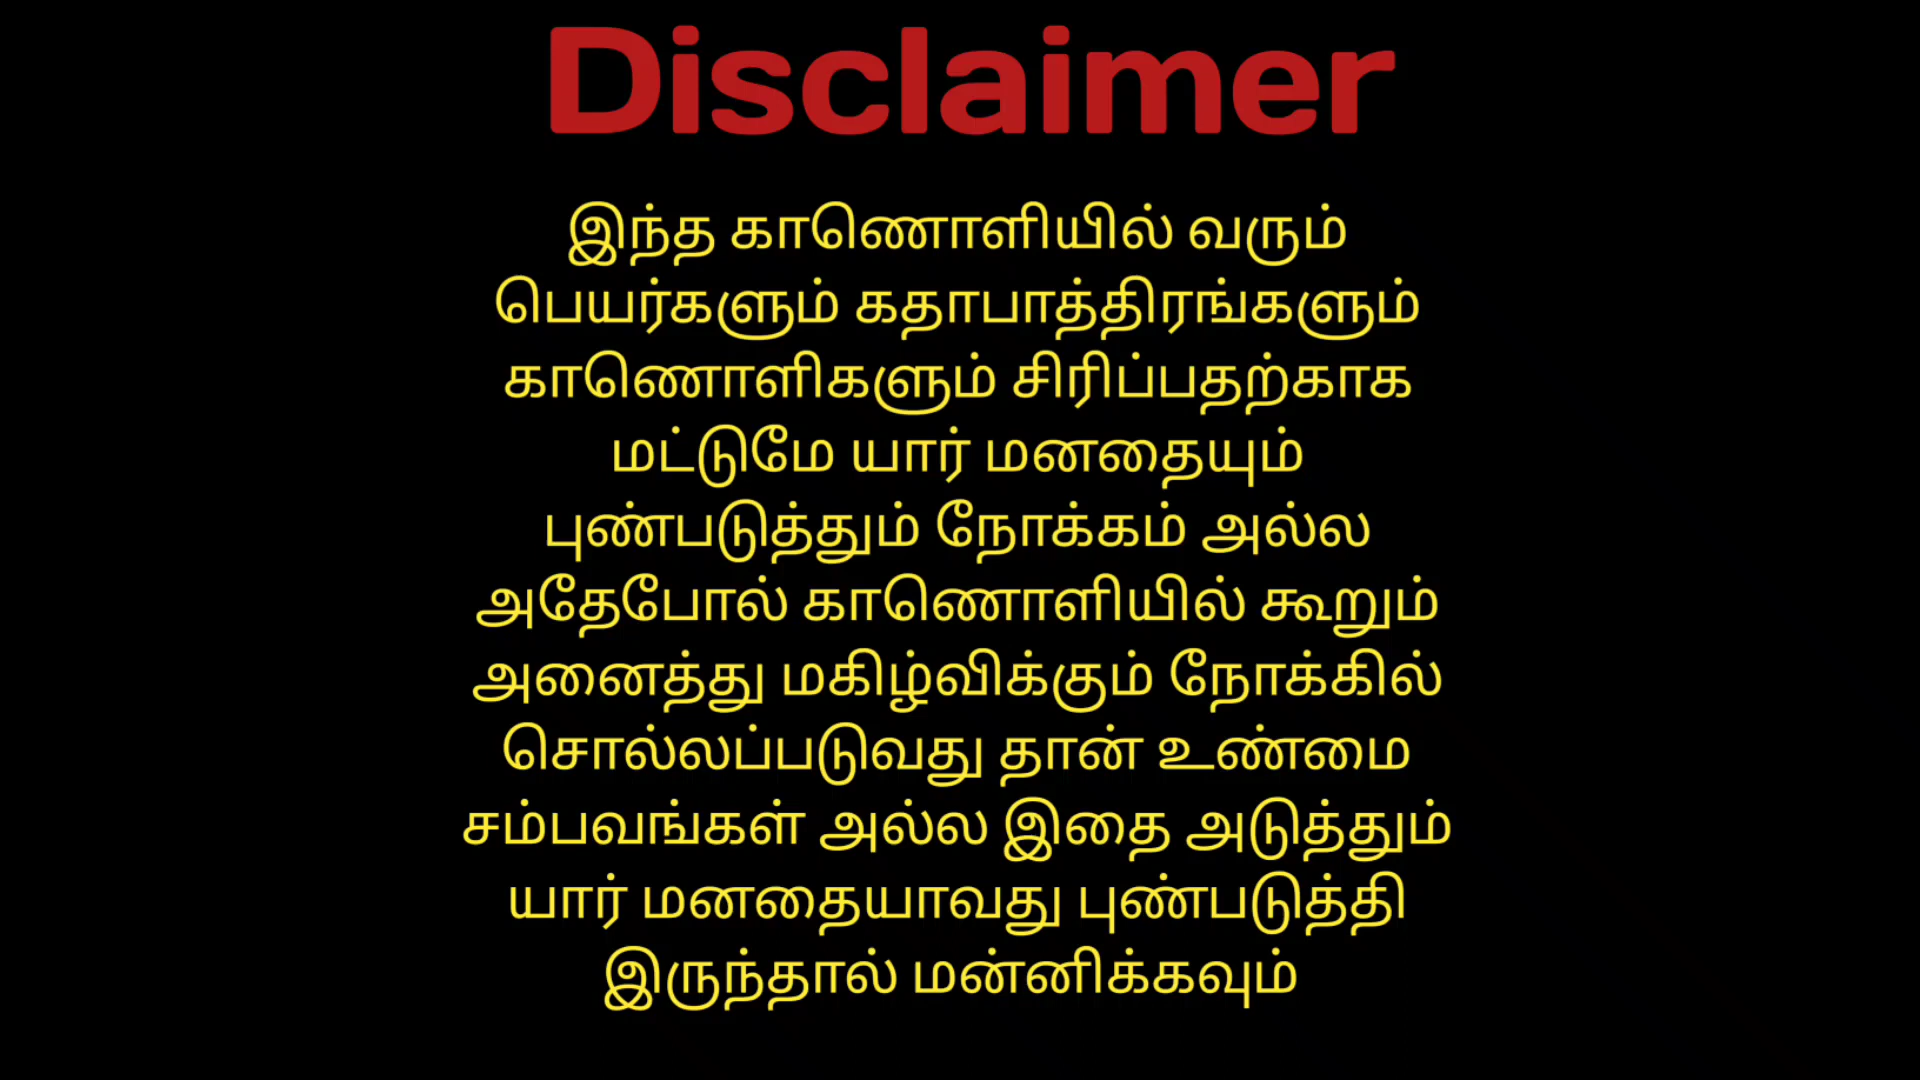 Disclaimer
இந்த காணொளியில் வரும்
பெயர்களும் கதாபாத்திரங்களும்
காணொளிகளும் சிரிப்பதற்காக
மட்டுமே யார் மனதையும்
புண்படுத்தும் நோக்கம் அல்ல
அதேபோல் காணொளியில் கூறும்
அனைத்து மகிழ்விக்கும் நோக்கில்
சொல்லப்படுவது தான் உண்மை
சம்பவங்கள் அல்ல இதை அடுத்தும்
யார் மனதையாவது புண்படுத்தி
இருந்தால் மன்னிக்கவும்